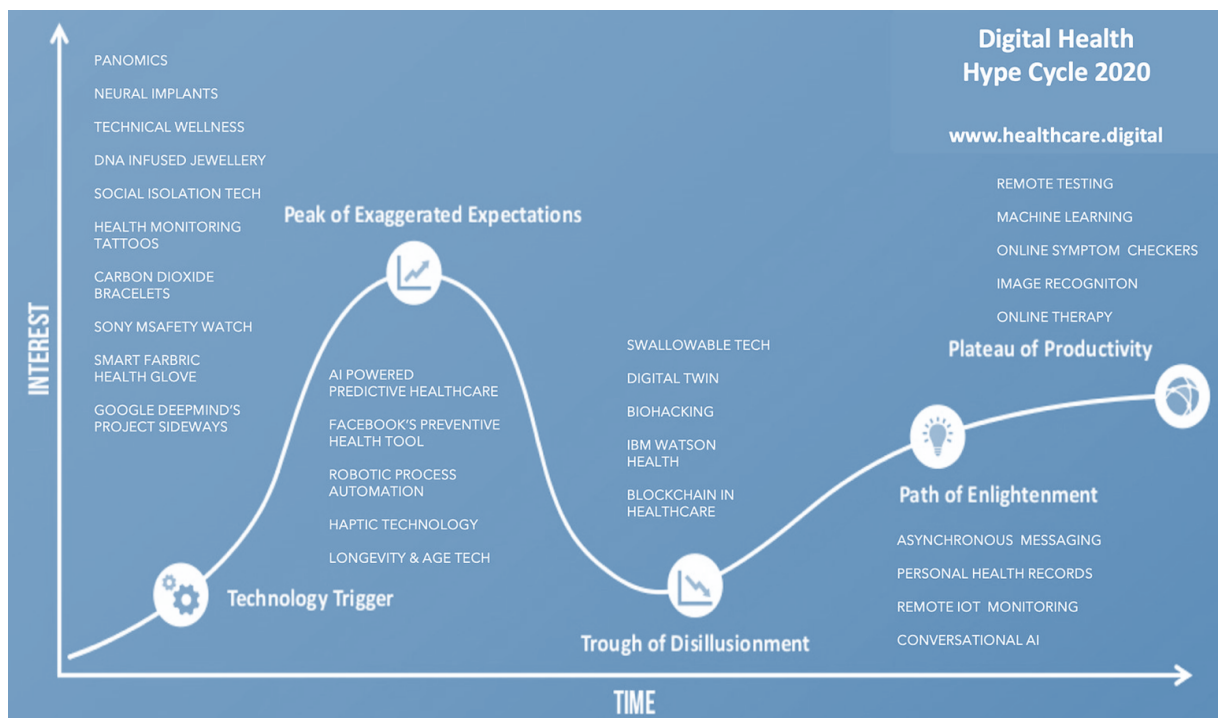 Digital Health
Hype Cycle 2020
www.healthcare.digital
PANOMICS
NEURAL IMPLANTS
TECHNICAL WELLNESS
DNA INFUSED JEWELLERY
SOCIAL ISOLATION TECH
HEALTH MONITORING
TATTOOS
CARBON DIOXIDE
BRACELETS
SONY MSAFETY WATCH
SMART FARBRIC
HEALTH GLOVE
GOOGLE DEEPMIND'S
PROJECT SIDEWAYS
Technology Trigger
Peak of Exaggerated Expectations
AI POWERED
PREDICTIVE HEALTHCARE
FACEBOOK'S PREVENTIVE
HEALTH TOOL
ROBOTIC PROCESS
AUTOMATION
HAPTIC TECHNOLOGY
LONGEVITY & AGE TECH
SWALLOWABLE TECH
DIGITAL TWIN
BIOHACKING
IBM WATSON
HEALTH
BLOCKCHAIN IN
HEALTHCARE
Trough of Disillusionment
REMOTE TESTING
MACHINE LEARNING
ONLINE SYMPTOM CHECKERS
IMAGE RECOGNITON
ONLINE THERAPY
Plateau of Productivity
Path of Enlightenment
ASYNCHRONOUS MESSAGING
PERSONAL HEALTH RECORDS
REMOTE IOT MONITORING
CONVERSATIONAL AI
INTEREST
TIME